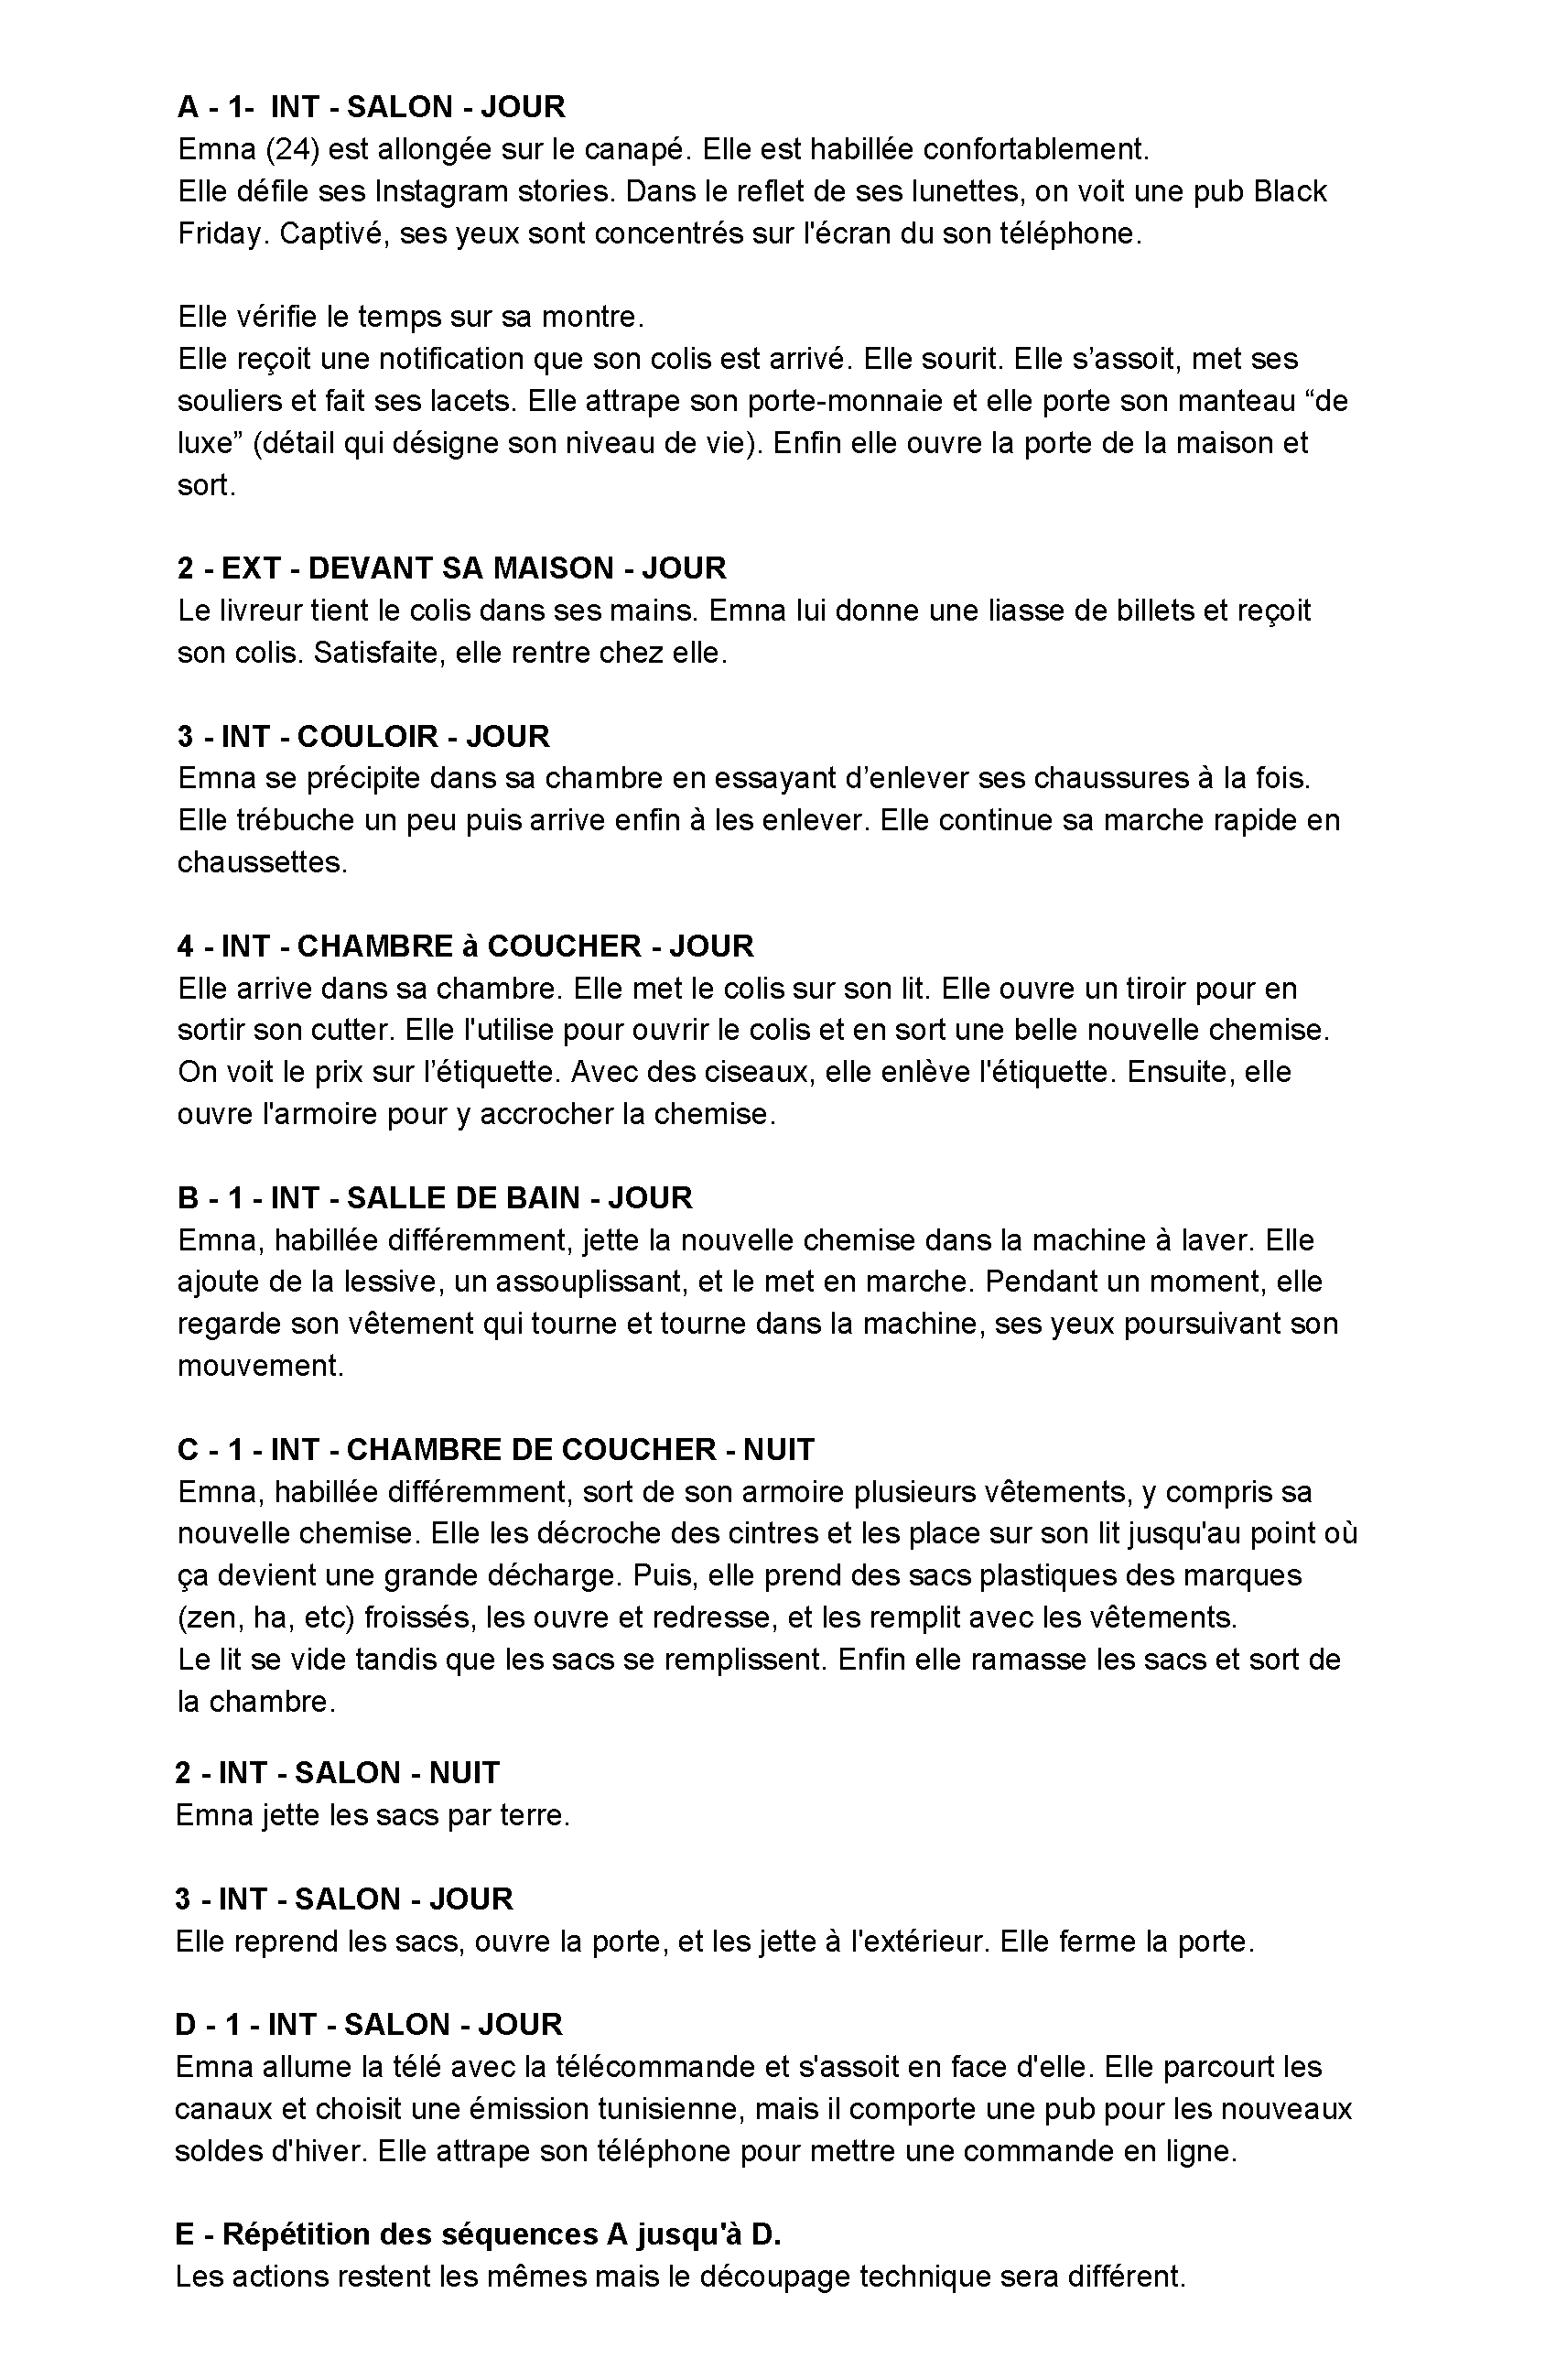 A - 1-  INT - SALON - JOUR
Emna (24) est allongée sur le canapé. Elle est habillée confortablement.
Elle défile ses Instagram stories. Dans le reflet de ses lunettes, on voit une pub Black
Friday. Captivé, ses yeux sont concentrés sur l'écran du son téléphone.
Elle vérifie le temps sur sa montre.
Elle reçoit une notification que son colis est arrivé. Elle sourit. Elle s’assoit, met ses
souliers et fait ses lacets. Elle attrape son porte-monnaie et elle porte son manteau “de
luxe” (détail qui désigne son niveau de vie). Enfin elle ouvre la porte de la maison et
sort.
2 - EXT - DEVANT SA MAISON - JOUR
Le livreur tient le colis dans ses mains. Emna lui donne une liasse de billets et reçoit
son colis. Satisfaite, elle rentre chez elle.
3 - INT - COULOIR - JOUR
Emna se précipite dans sa chambre en essayant d’enlever ses chaussures à la fois.
Elle trébuche un peu puis arrive enfin à les enlever. Elle continue sa marche rapide en
chaussettes.
4 - INT - CHAMBRE à COUCHER - JOUR
Elle arrive dans sa chambre. Elle met le colis sur son lit. Elle ouvre un tiroir pour en
sortir son cutter. Elle l'utilise pour ouvrir le colis et en sort une belle nouvelle chemise.
On voit le prix sur l’étiquette. Avec des ciseaux, elle enlève l'étiquette. Ensuite, elle
ouvre l'armoire pour y accrocher la chemise.
B - 1 - INT - SALLE DE BAIN - JOUR
Emna, habillée différemment, jette la nouvelle chemise dans la machine à laver. Elle
ajoute de la lessive, un assouplissant, et le met en marche. Pendant un moment, elle
regarde son vêtement qui tourne et tourne dans la machine, ses yeux poursuivant son
mouvement.
C - 1 - INT - CHAMBRE DE COUCHER - NUIT
Emna, habillée différemment, sort de son armoire plusieurs vêtements, y compris sa
nouvelle chemise. Elle les décroche des cintres et les place sur son lit jusqu'au point où
ça devient une grande décharge. Puis, elle prend des sacs plastiques des marques
(zen, ha, etc) froissés, les ouvre et redresse, et les remplit avec les vêtements.
Le lit se vide tandis que les sacs se remplissent. Enfin elle ramasse les sacs et sort de
la chambre.
2 - INT - SALON - NUIT
Emna jette les sacs par terre.
3 - INT - SALON - JOUR
Elle reprend les sacs, ouvre la porte, et les jette à l'extérieur. Elle ferme la porte.
D - 1 - INT - SALON - JOUR
Emna allume la télé avec la télécommande et s'assoit en face d'elle. Elle parcourt les
canaux et choisit une émission tunisienne, mais il comporte une pub pour les nouveaux
soldes d'hiver. Elle attrape son téléphone pour mettre une commande en ligne.
E - Répétition des séquences A jusqu'à D.
Les actions restent les mêmes mais le découpage technique sera différent.